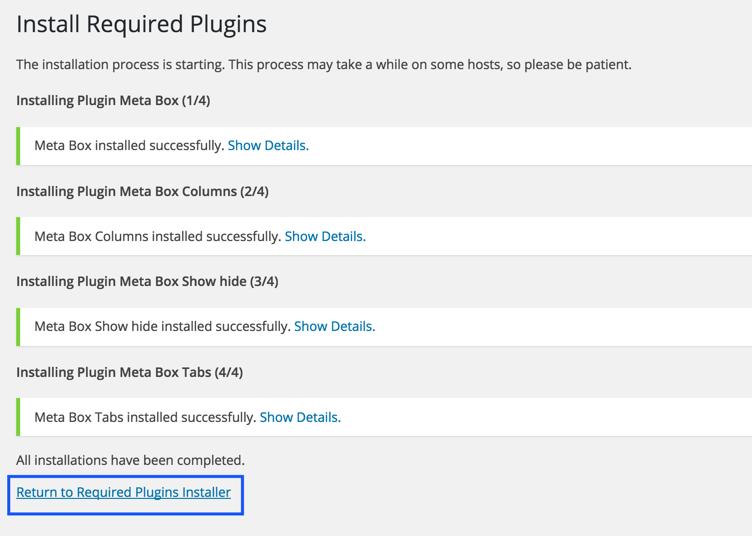 Install Required Plugins
The installation process is starting. This process may take a while on some hosts, so please be patient.
Installing Plugin Meta Box (1/4)
Meta Box installed successfully. Show Details.
Installing Plugin Meta Box Columns (2/4)
Meta Box Columns installed successfully. Show Details.
Installing Plugin Meta Box Show hide (3/4)
Meta Box Show hide installed successfully. Show Details.
Installing Plugin Meta Box Tabs (4/4)
Meta Box Tabs installed successfully. Show Details.
All installations have been completed.
Return to Required Plugins Installer